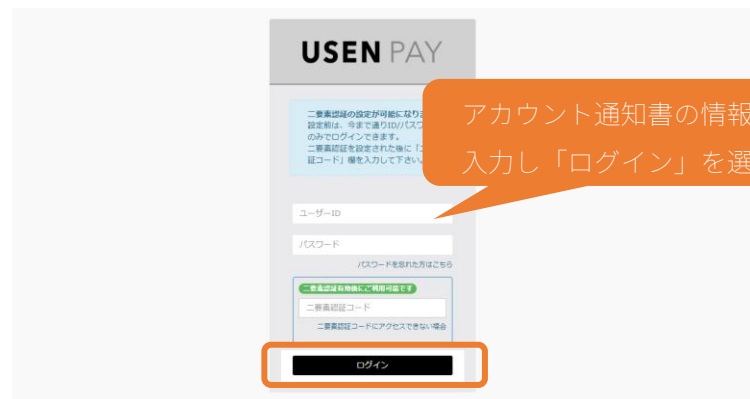 USEN PAY
二要素認証の設定が可能になりま
設定前は、今まで通りID/パスワ
のみでログインできます。
二要素認証を設定された後に「二
証コード」欄を入力して下さい。
アカウント通知書の情報
入力し「ログイン」を選
ユーザーID
パスワード
パスワードを忘れた方はこちら
二要素認証有効後にご利用可能です
二要素認証コード
二要素認証コードにアクセスできない場合
ログイン